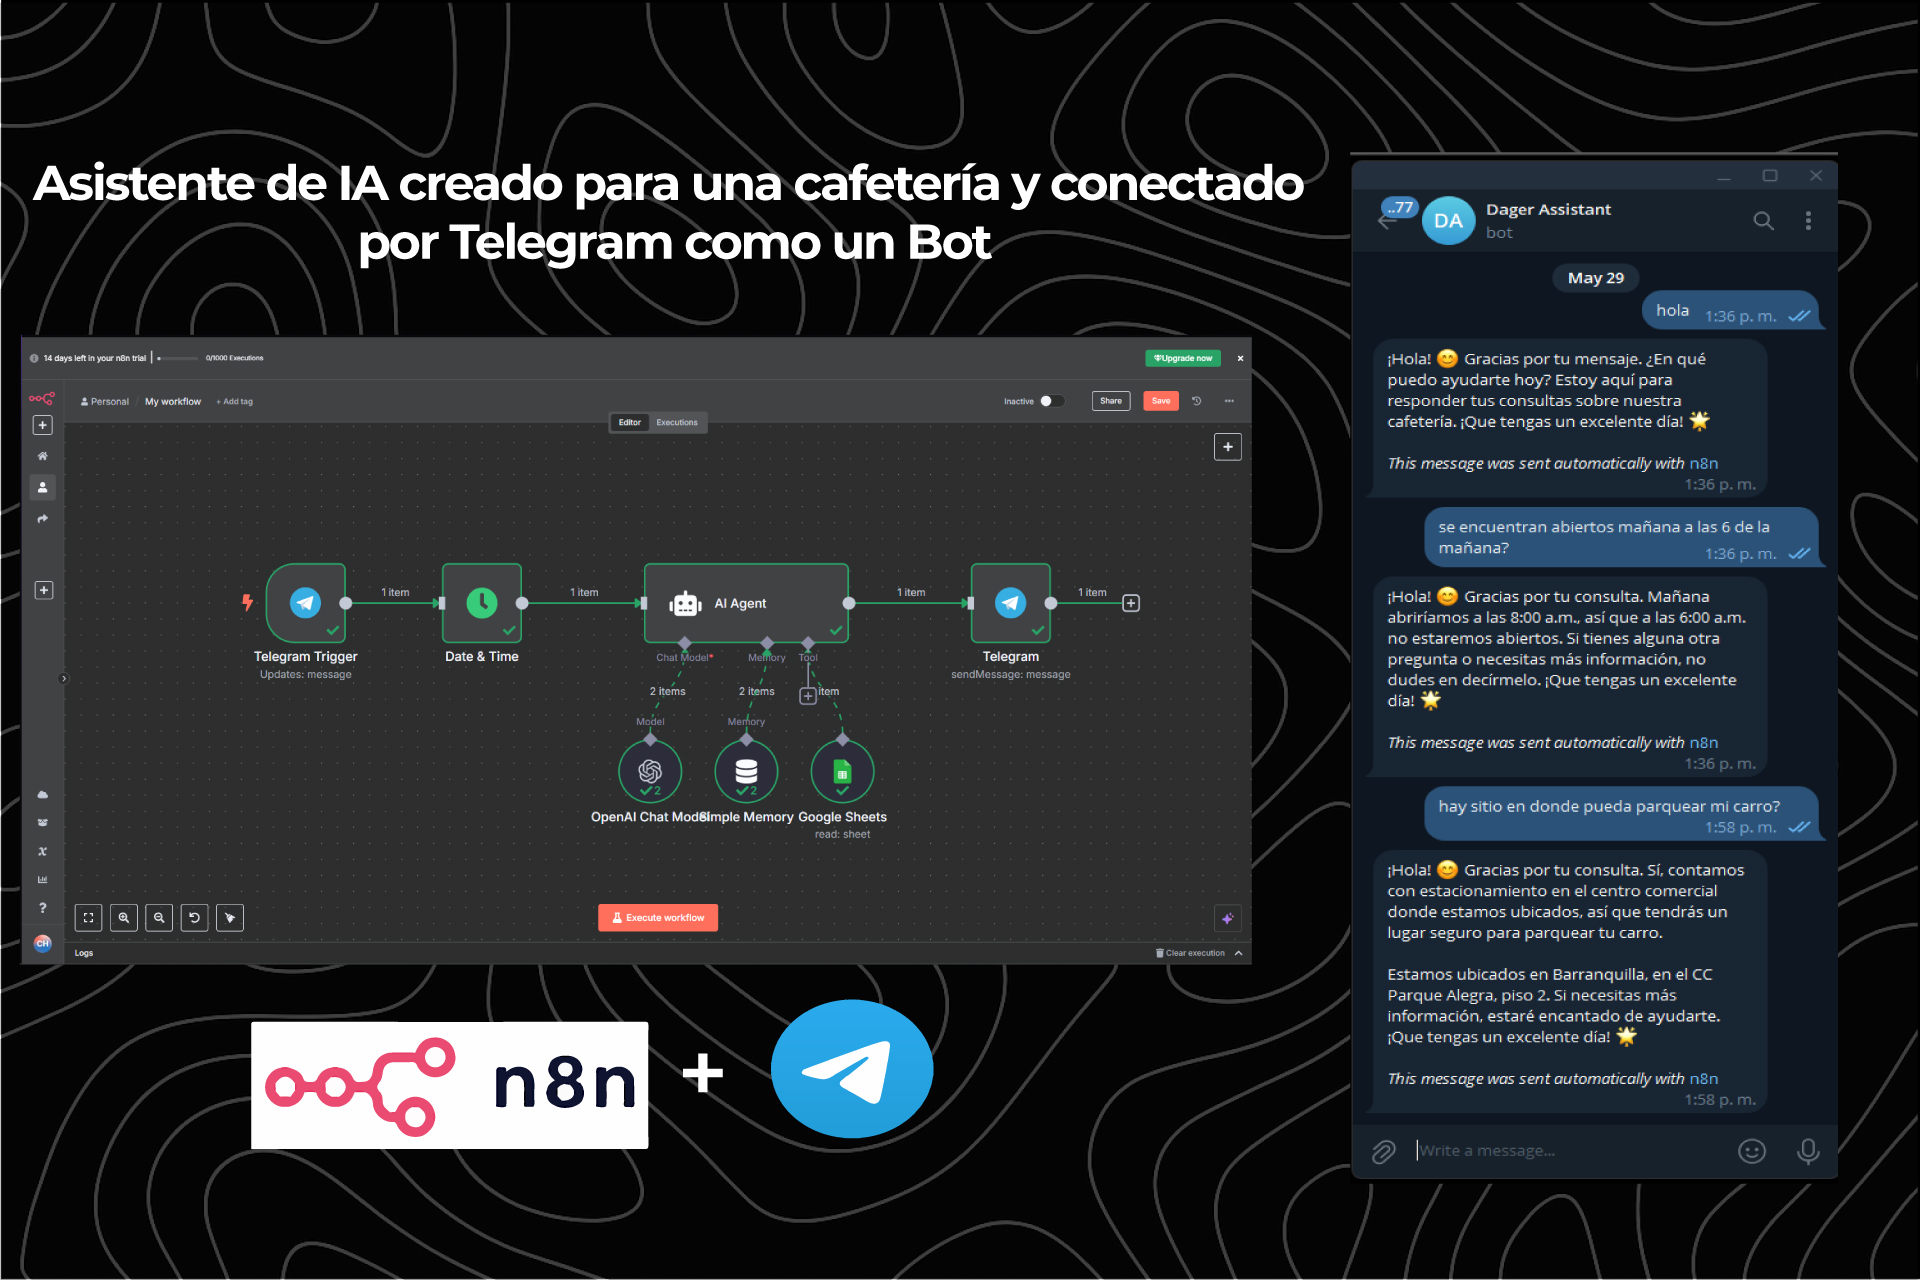 Asistente de IA creado para una cafetería y conectado
por Telegram como un Bot
14 days left in your n8n trial
0/1000 Executions
Upgrade now
Personal / My workflow + Add tag
Inactive
Share
Save
Editor
Executions
1 item
1 item
1 item
1 item
AI Agent
Telegram Trigger
Updates: message
Date & Time
Telegram
sendMessage: message
Chat Model*
Memory
Tool
2 items
2 items
item
Model
Memory
2
2
OpenAI Chat Model
Simple Memory
Google Sheets
read: sheet
Execute workflow
CH
Logs
Clear execution
n8n
+
..77
DA
Dager Assistant
bot
May 29
hola
1:36 p. m.
¡Hola! 😊 Gracias por tu mensaje. ¿En qué
puedo ayudarte hoy? Estoy aquí para
responder tus consultas sobre nuestra
cafetería. ¡Que tengas un excelente día! 🌟
This message was sent automatically with n8n
1:36 p. m.
se encuentran abiertos mañana a las 6 de la
mañana?
1:36 p. m.
¡Hola! 😊 Gracias por tu consulta. Mañana
abriríamos a las 8:00 a.m., así que a las 6:00 a.m.
no estaremos abiertos. Si tienes alguna otra
pregunta o necesitas más información, no
dudes en decírmelo. ¡Que tengas un excelente
día! 🌟
This message was sent automatically with n8n
1:36 p. m.
hay sitio en donde pueda parquear mi carro?
1:58 p. m.
¡Hola! 😊 Gracias por tu consulta. Sí, contamos
con estacionamiento en el centro comercial
donde estamos ubicados, así que tendrás un
lugar seguro para parquear tu carro.
Estamos ubicados en Barranquilla, en el CC
Parque Alegra, piso 2. Si necesitas más
información, estaré encantado de ayudarte.
¡Que tengas un excelente día! 🌟
This message was sent automatically with n8n
1:58 p. m.
Write a message...